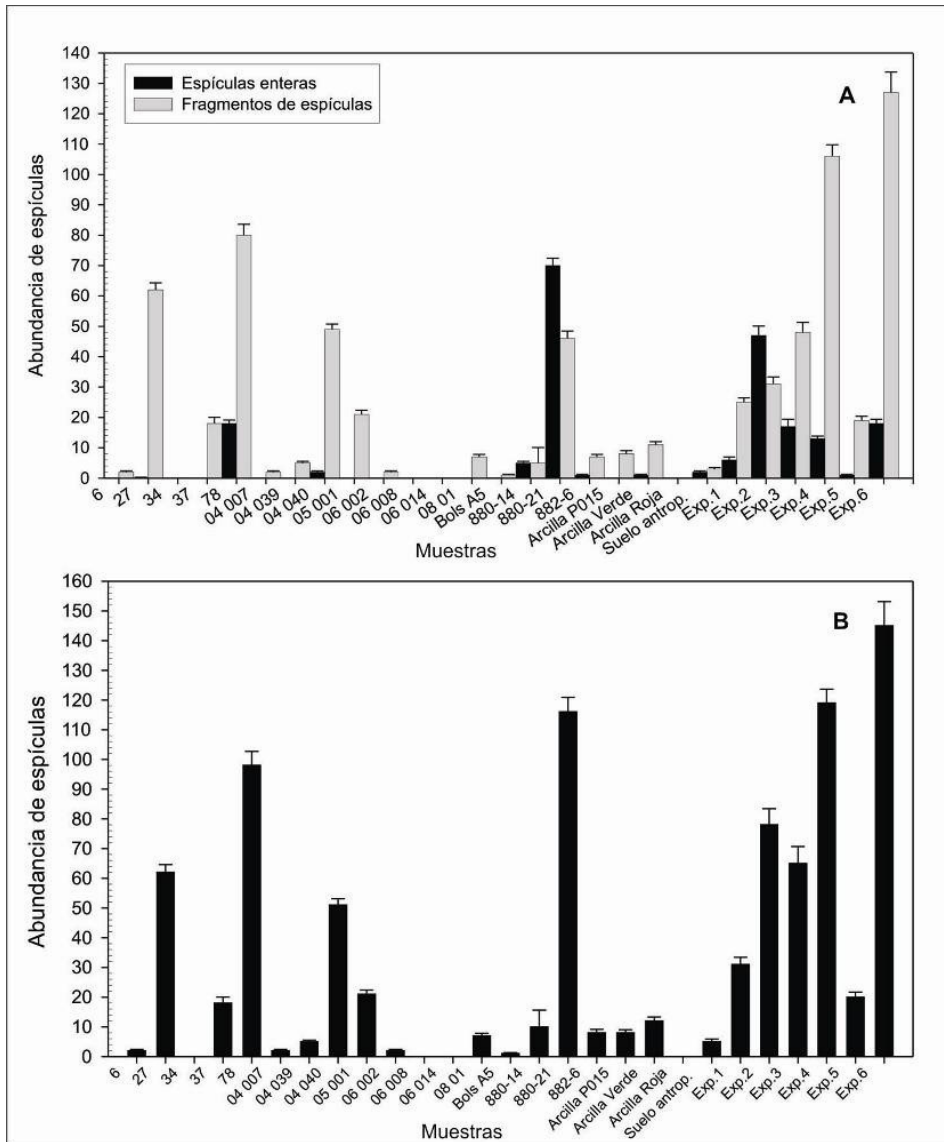 A
Espículas enteras
Fragmentos de espículas
Abundancia de espículas
140
130
120
110
100
90
80
70
60
50
40
30
20
10
0
6
27
34
37
78
04 007
04 039
04 040
05 001
06 002
06 008
06 014
08 01
Bols A5
880-14
880-21
882-6
Arcilla P015
Arcilla Verde
Arcilla Roja
Suelo antrop.
Exp.1
Exp.2
Exp.3
Exp.4
Exp.5
Exp.6
Muestras
B
Abundancia de espículas
160
150
140
130
120
110
100
90
80
70
60
50
40
30
20
10
0
6
27
34
37
78
04 007
04 039
04 040
05 001
06 002
06 008
06 014
08 01
Bols A5
880-14
880-21
882-6
Arcilla P015
Arcilla Verde
Arcilla Roja
Suelo antrop.
Exp.1
Exp.2
Exp.3
Exp.4
Exp.5
Exp.6
Muestras